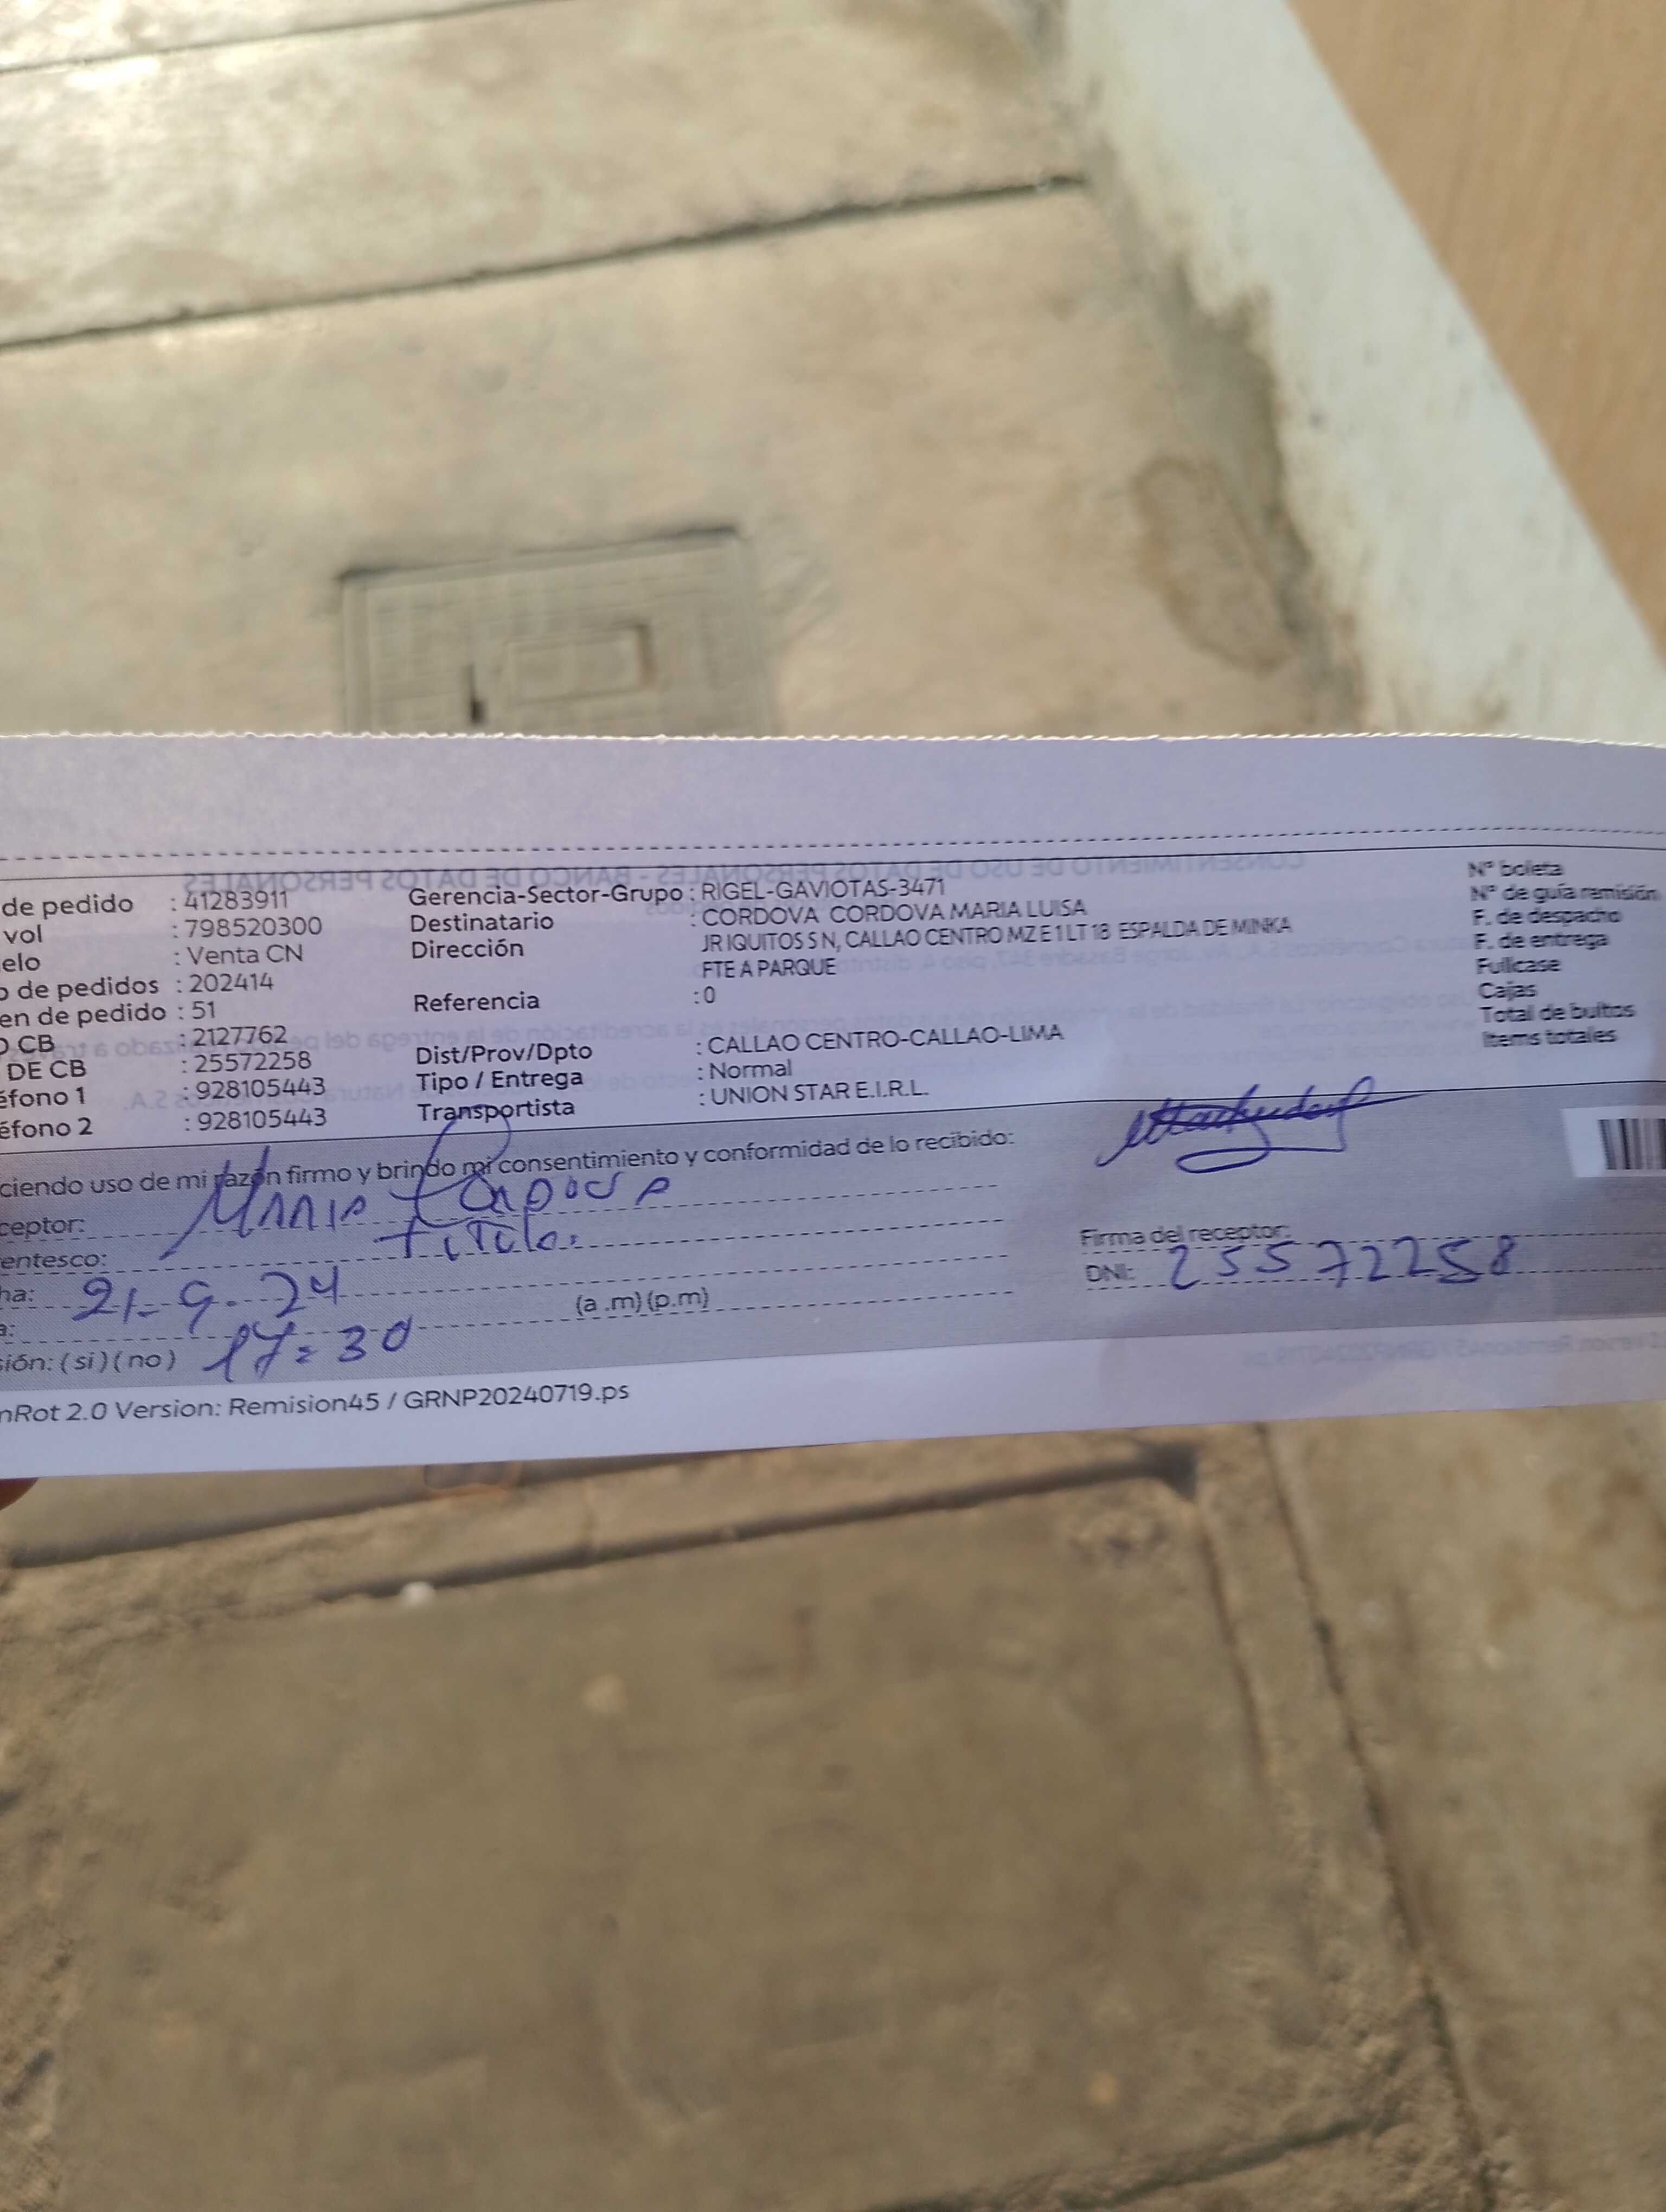 de pedido : 41283911 Gerencia-Sector-Grupo : RIGEL-GAVIOTAS-3471 N° boleta
vol : 798520300 Destinatario : CORDOVA CORDOVA MARIA LUISA N° de guía remisión
elo : Venta CN Dirección JR IQUITOS S N, CALLAO CENTRO MZ E 1 LT 18 ESPALDA DE MINKA F. de despacho
o de pedidos : 202414 FTE A PARQUE F. de entrega
en de pedido : 51 Referencia : 0 Fullcase
O CB : 2127762 Cajas
DE CB : 25572258 Dist/Prov/Dpto : CALLAO CENTRO-CALLAO-LIMA Total de bultos
éfono 1 : 928105443 Tipo / Entrega : Normal Items totales
éfono 2 : 928105443 Transportista : UNION STAR E.I.R.L.
ciendo uso de mi razón firmo y brindo mi consentimiento y conformidad de lo recibido:
ceptor: Maria Cordova
entesco: Titular Firma del receptor:
ha: 21-9-24 DNI: 25572258
a: 17:30 (a .m) (p.m)
sión: ( si ) ( no )
nRot 2.0 Version: Remision45 / GRNP20240719.ps